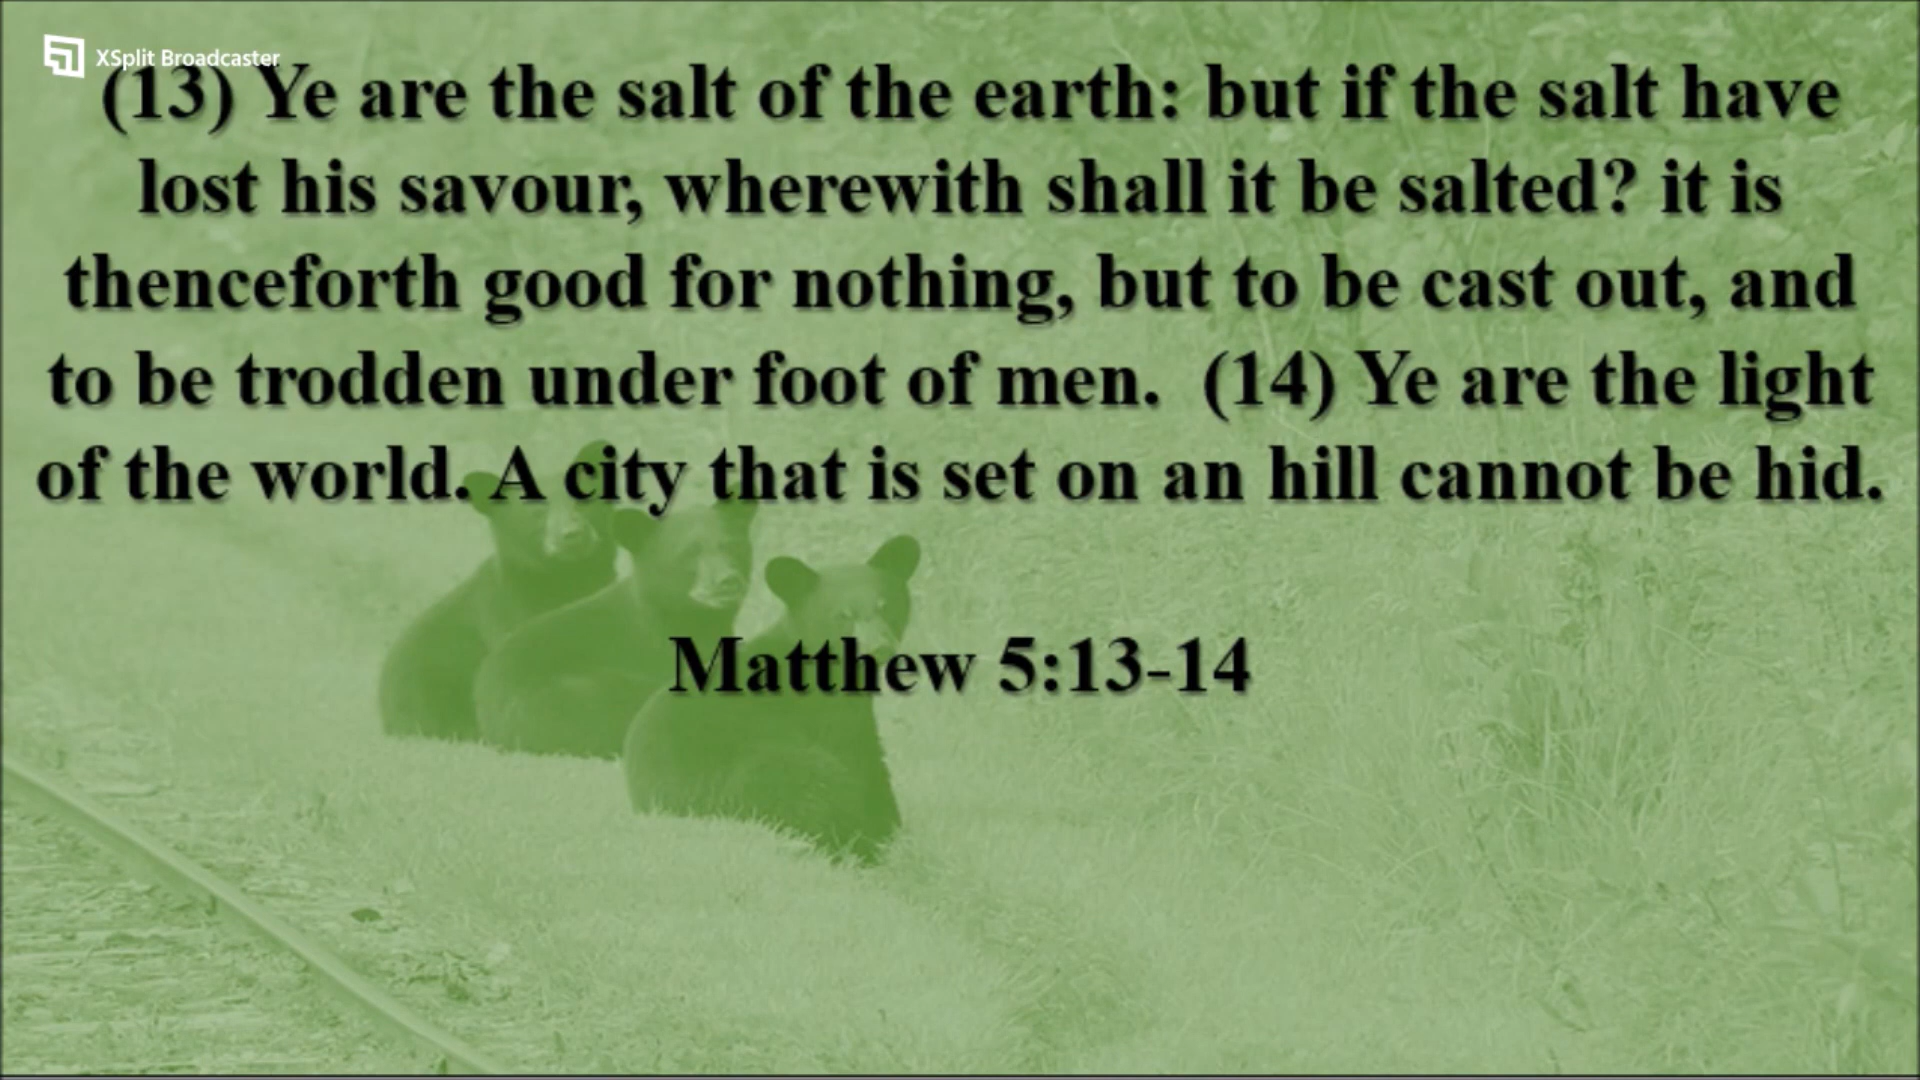 XSplit Broadcaster
(13) Ye are the salt of the earth: but if the salt have
lost his savour, wherewith shall it be salted? it is
thenceforth good for nothing, but to be cast out, and
to be trodden under foot of men. (14) Ye are the light
of the world. A city that is set on an hill cannot be hid.
Matthew 5:13-14